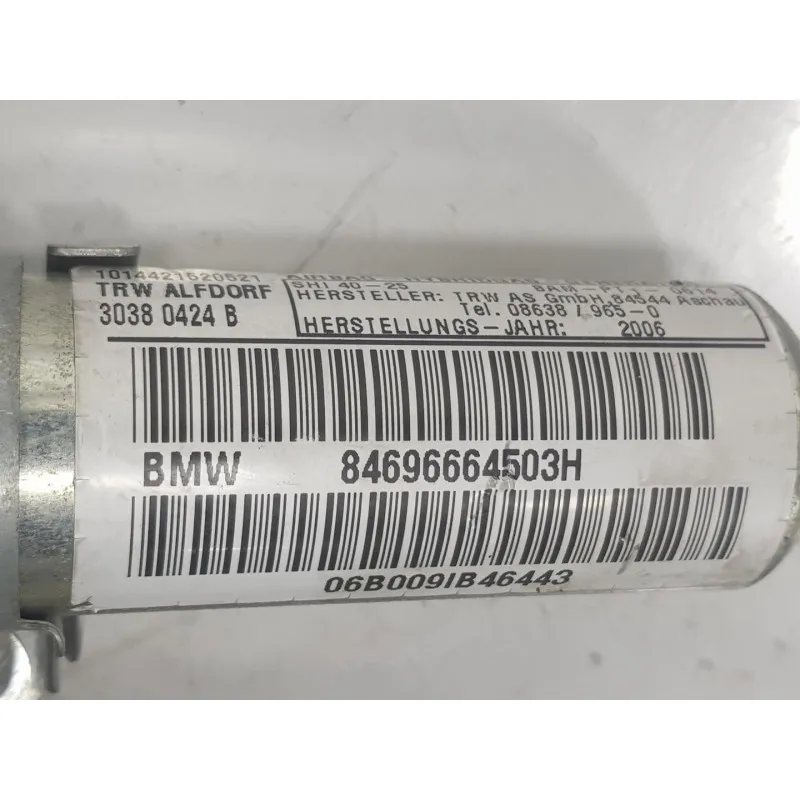 1014421520521
TRW ALFDORF
3038 0424 B
SHI 40-25
HERSTELLER: TRW AS GmbH, 84544 Aschau
Tel. 08638 / 965-0
HERSTELLUNGS-JAHR: 2006
BMW 84696664503H
06B009IB46443